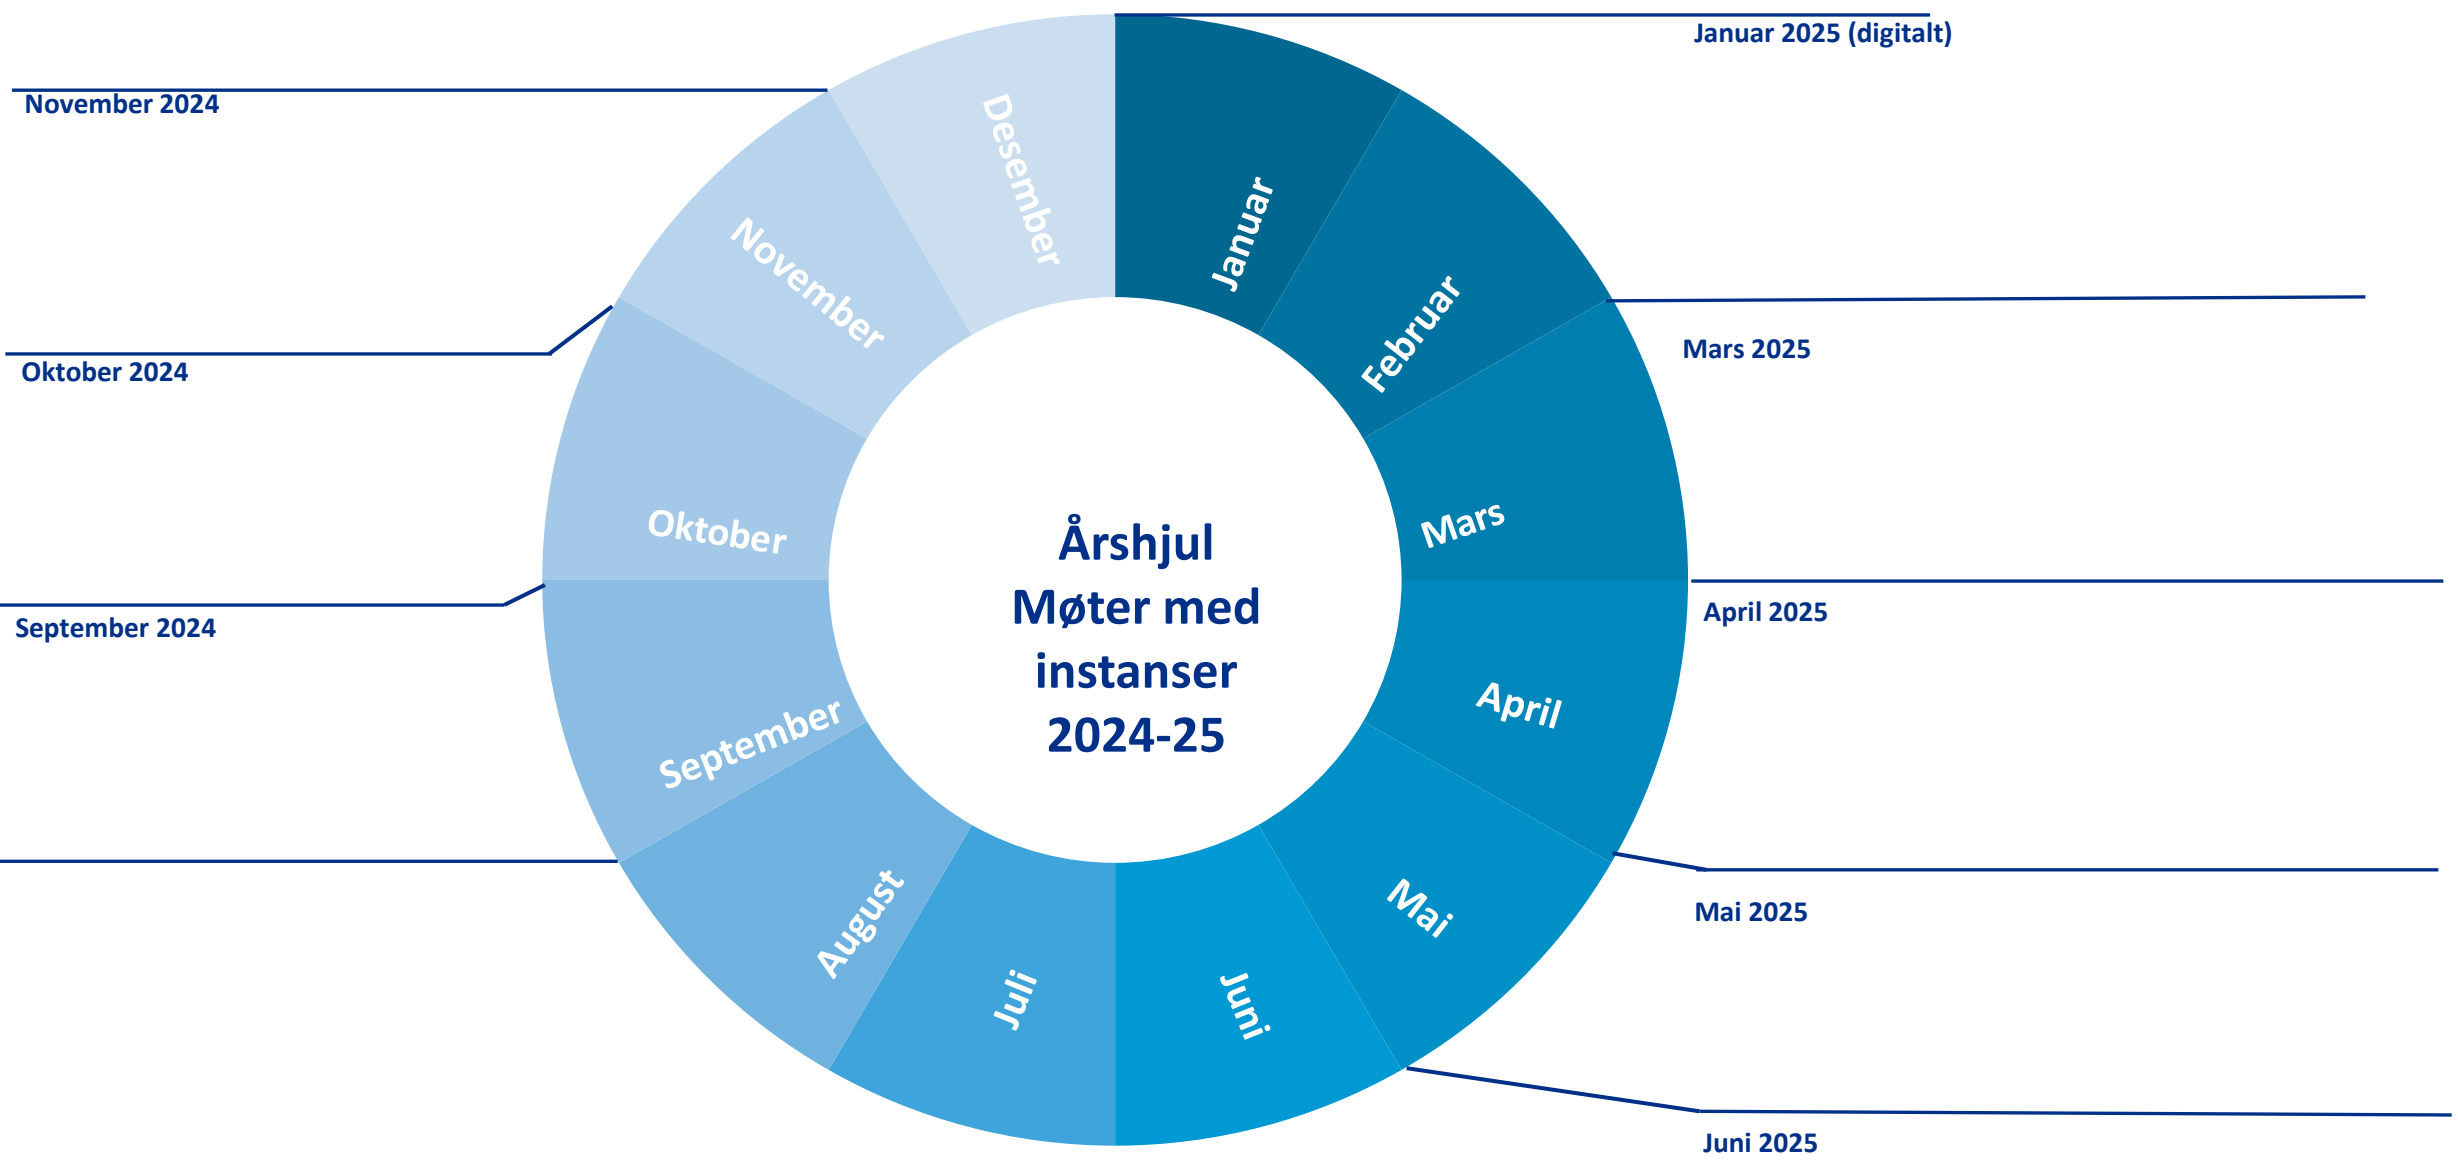 Januar 2025 (digitalt)
November 2024
Desember
Januar
November
Februar
Mars 2025
Oktober 2024
Oktober
Mars
Årshjul
Møter med
instanser
2024-25
April 2025
September 2024
September
April
August
Mai
Mai 2025
Juli
Juni
Juni 2025